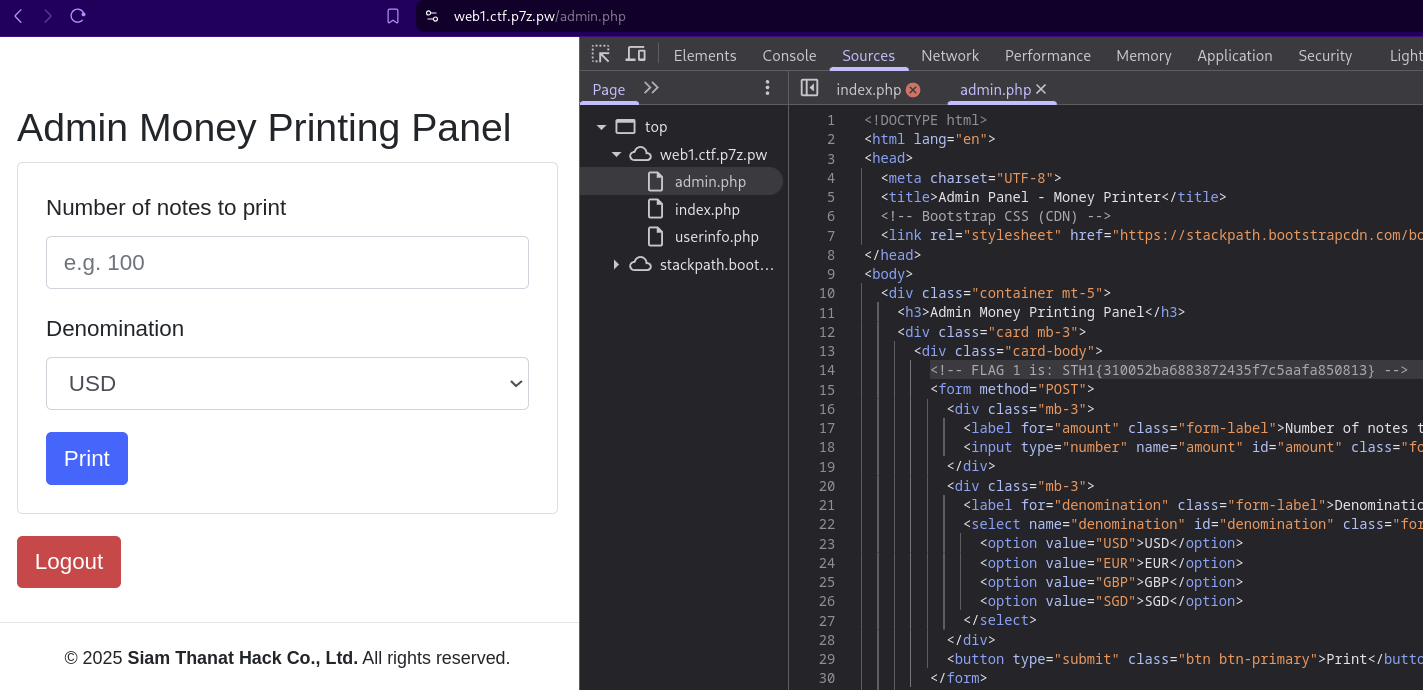 web1.ctf.p7z.pw/admin.php
Admin Money Printing Panel
Number of notes to print
e.g. 100
Denomination
USD
Print
Logout
© 2025 Siam Thanat Hack Co., Ltd. All rights reserved.
Elements Console Sources Network Performance Memory Application Security Light
Page
top
web1.ctf.p7z.pw
admin.php
index.php
userinfo.php
stackpath.boot...
index.php admin.php
1 <!DOCTYPE html>
2 <html lang="en">
3 <head>
4 <meta charset="UTF-8">
5 <title>Admin Panel - Money Printer</title>
6 <!-- Bootstrap CSS (CDN) -->
7 <link rel="stylesheet" href="https://stackpath.bootstrapcdn.com/bo
8 </head>
9 <body>
10 <div class="container mt-5">
11 <h3>Admin Money Printing Panel</h3>
12 <div class="card mb-3">
13 <div class="card-body">
14 <!-- FLAG 1 is: STH1{310052ba6883872435f7c5aafa850813} -->
15 <form method="POST">
16 <div class="mb-3">
17 <label for="amount" class="form-label">Number of notes t
18 <input type="number" name="amount" id="amount" class="fo
19 </div>
20 <div class="mb-3">
21 <label for="denomination" class="form-label">Denominatio
22 <select name="denomination" id="denomination" class="for
23 <option value="USD">USD</option>
24 <option value="EUR">EUR</option>
25 <option value="GBP">GBP</option>
26 <option value="SGD">SGD</option>
27 </select>
28 </div>
29 <button type="submit" class="btn btn-primary">Print</butto
30 </form>